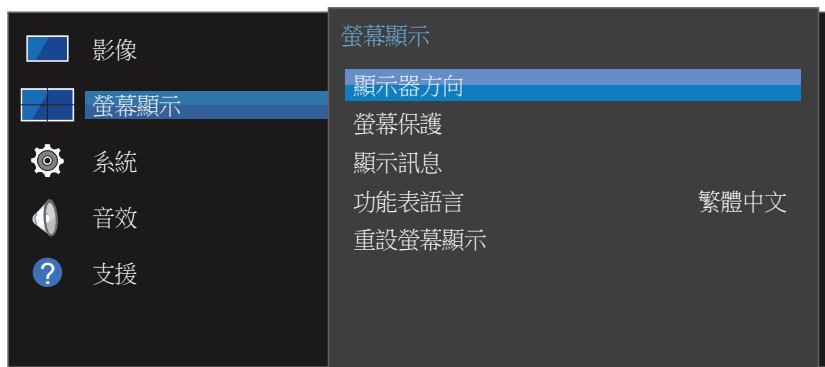 影像
螢幕顯示
系統
音效
?
支援
螢幕顯示
顯示器方向
螢幕保護
顯示訊息
功能表語言 繁體中文
重設螢幕顯示